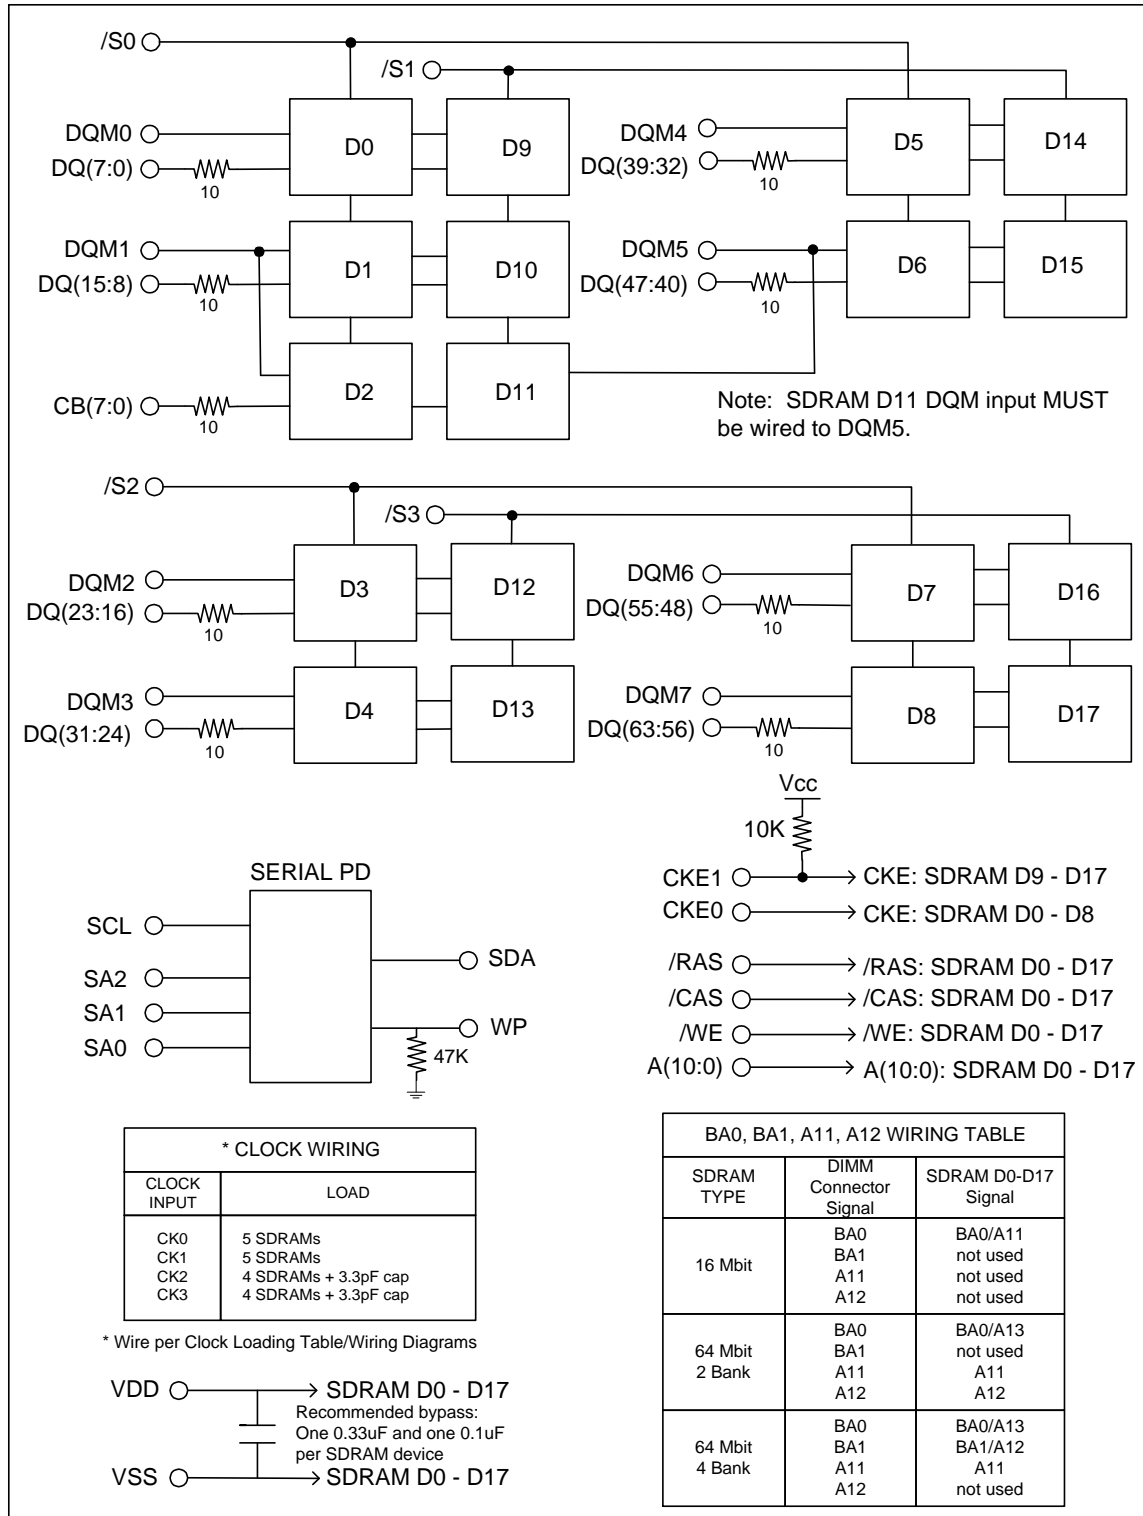 /S0
/S1
DQM0
D0
D9
DQM4
D5
D14
DQ(7:0)
10
DQ(39:32)
10
DQM1
D1
D10
DQM5
D6
D15
DQ(15:8)
10
DQ(47:40)
10
D2
D11
CB(7:0)
10
Note: SDRAM D11 DQM input MUST
be wired to DQM5.
/S2
/S3
DQM2
D3
D12
DQM6
D7
D16
DQ(23:16)
10
DQ(55:48)
10
DQM3
D4
D13
DQM7
D8
D17
DQ(31:24)
10
DQ(63:56)
10
Vcc
10K
CKE1
CKE: SDRAM D9 - D17
CKE0
CKE: SDRAM D0 - D8
/RAS
/RAS: SDRAM D0 - D17
/CAS
/CAS: SDRAM D0 - D17
/WE
/WE: SDRAM D0 - D17
A(10:0)
A(10:0): SDRAM D0 - D17
SERIAL PD
SCL
SA2
SA1
SA0
SDA
WP
47K
* CLOCK WIRING
CLOCK
INPUT
LOAD
CK0 5 SDRAMs
CK1 5 SDRAMs
CK2 4 SDRAMs + 3.3pF cap
CK3 4 SDRAMs + 3.3pF cap
* Wire per Clock Loading Table/Wiring Diagrams
VDD
SDRAM D0 - D17
Recommended bypass:
One 0.33uF and one 0.1uF
per SDRAM device
VSS
SDRAM D0 - D17
BA0, BA1, A11, A12 WIRING TABLE
SDRAM
TYPE
DIMM
Connector
Signal
SDRAM D0-D17
Signal
16 Mbit
BA0 BA0/A11
BA1 not used
A11 not used
A12 not used
64 Mbit
2 Bank
BA0 BA0/A13
BA1 not used
A11 A11
A12 A12
64 Mbit
4 Bank
BA0 BA0/A13
BA1 BA1/A12
A11 A11
A12 not used